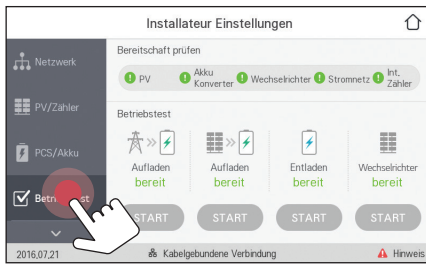 Installateur Einstellungen
Netzwerk
PV/Zähler
PCS/Akku
Bereitschaft prüfen
PV
Akku
Konverter
Wechselrichter
Stromnetz
Int.
Zähler
Betriebstest
Aufladen
bereit
Aufladen
bereit
Entladen
bereit
Wechselrichter
bereit
START
START
START
START
2016.07.21
Kabelgebundene Verbindung
Hinweis